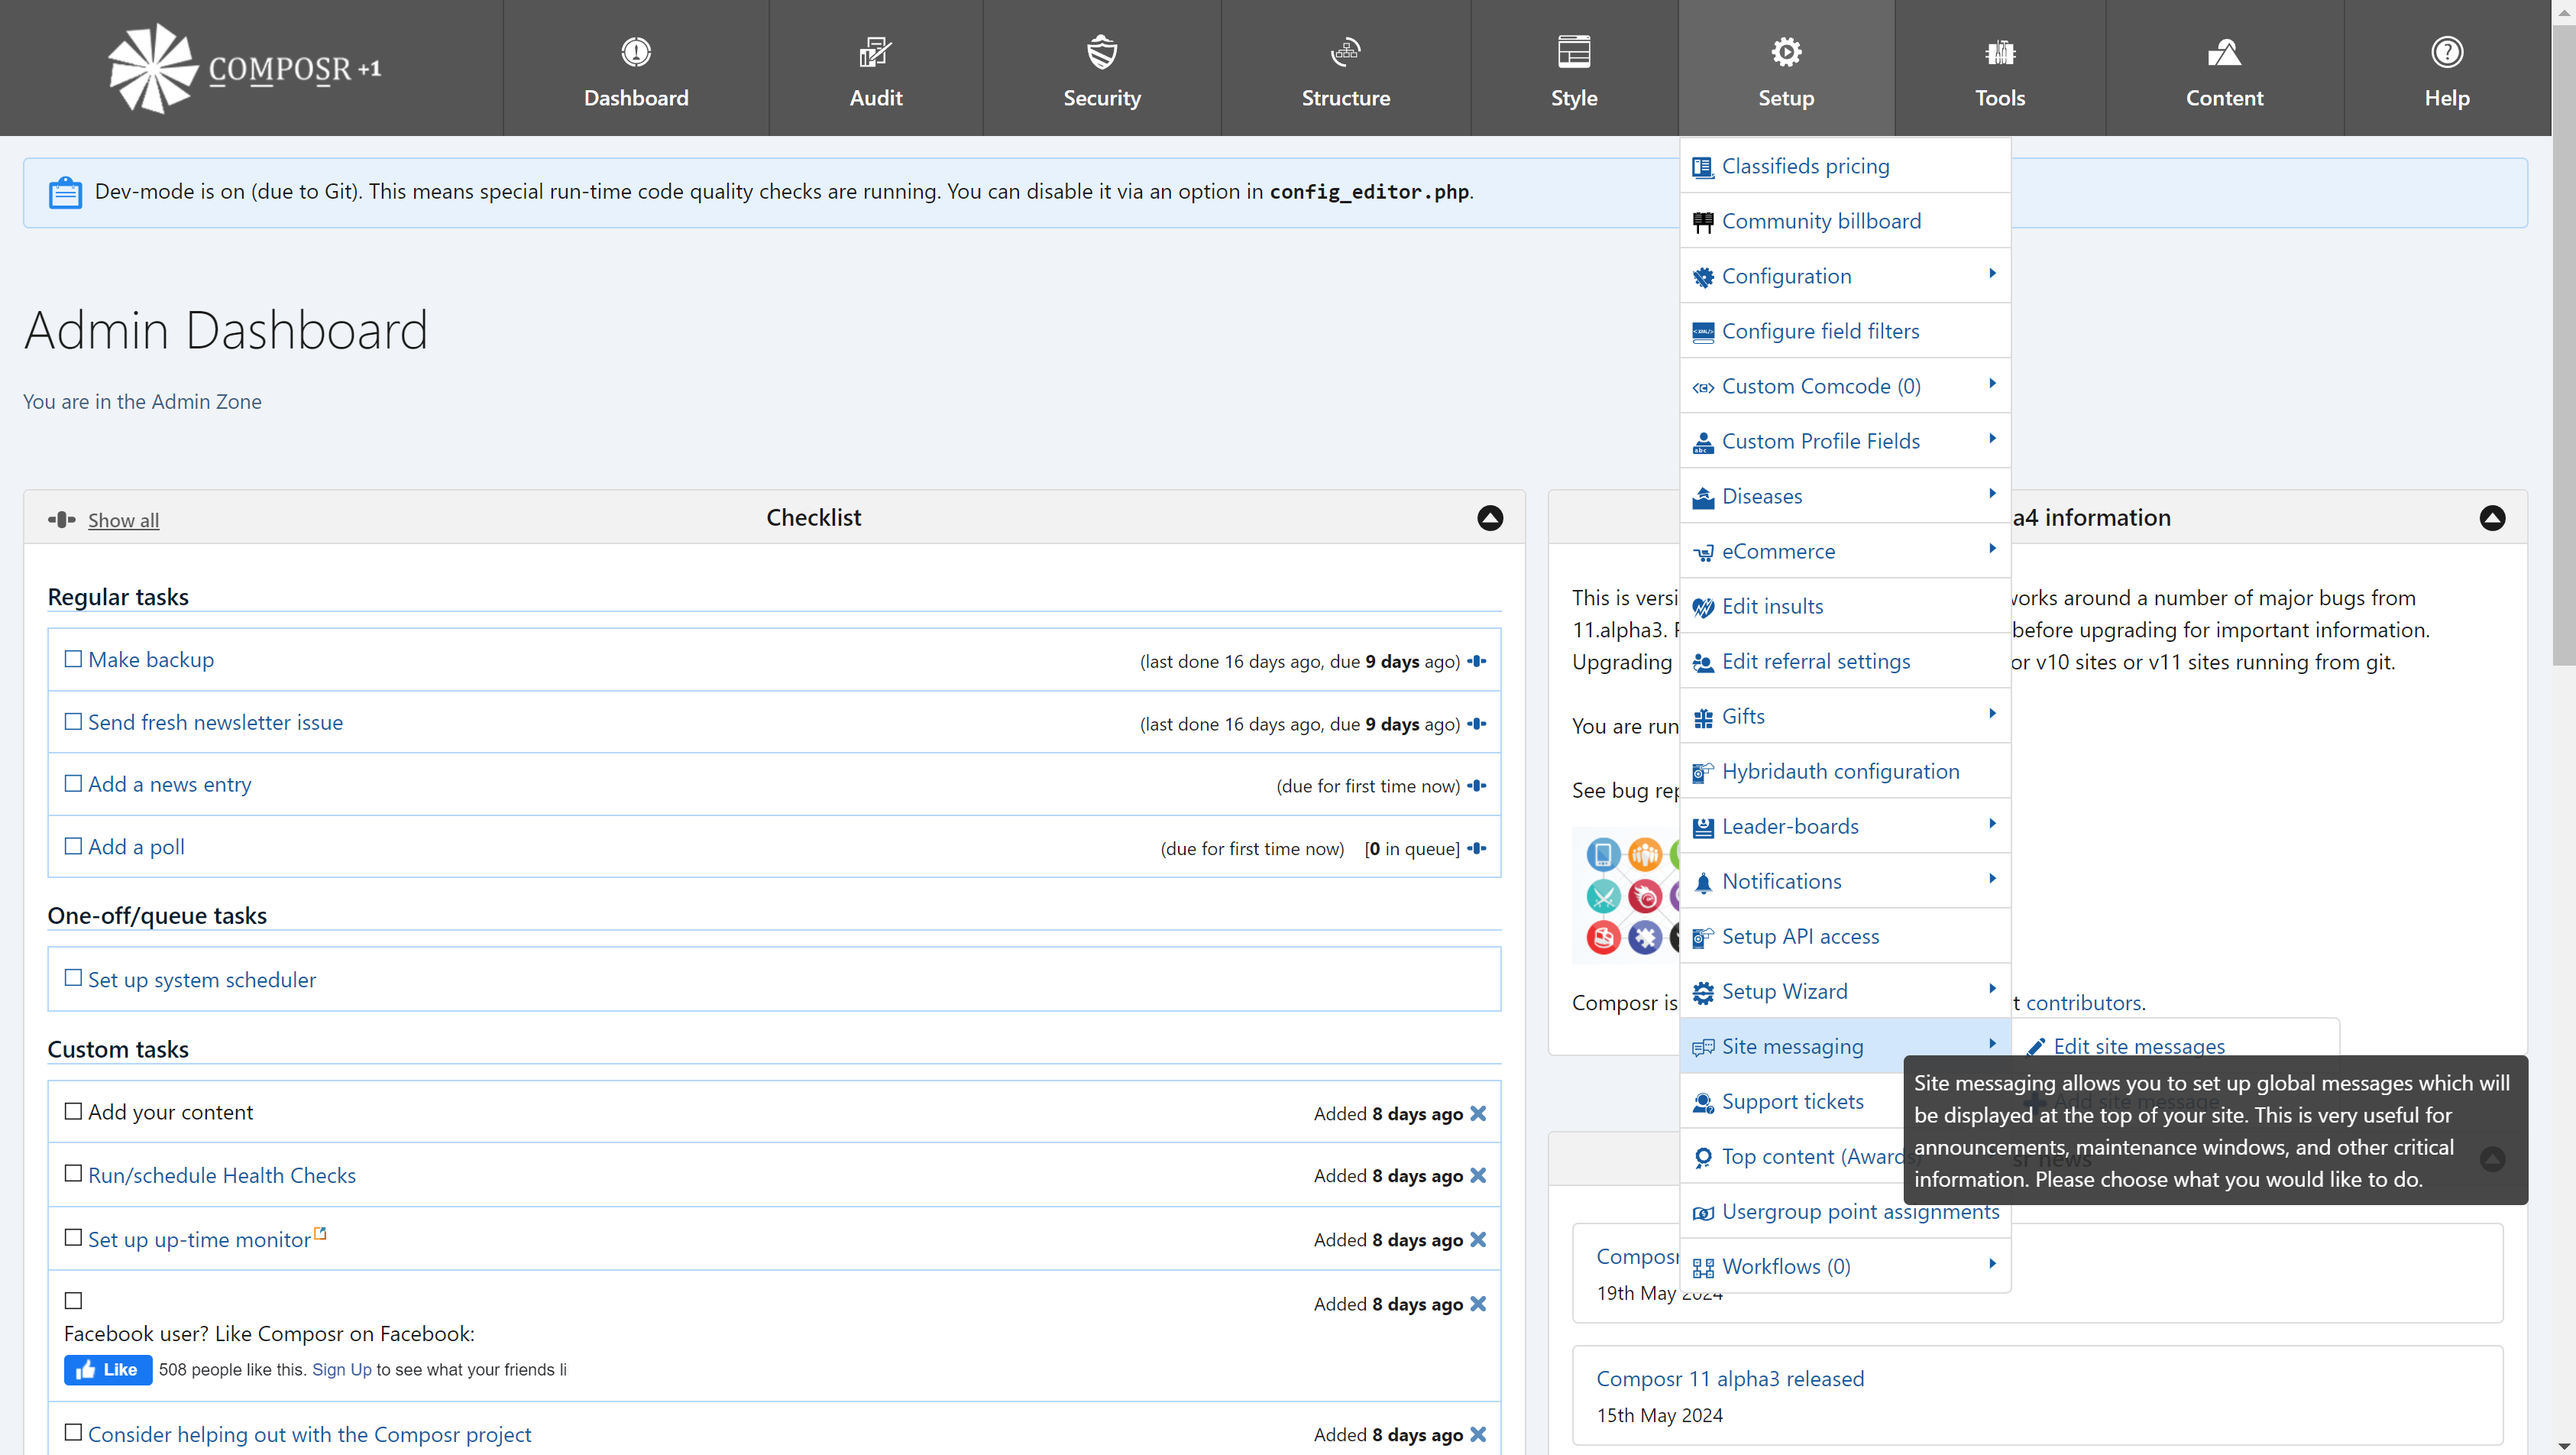 COMPOSR +1
Dashboard
Audit
Security
Structure
Style
Setup
Tools
Content
Help
Dev-mode is on (due to Git). This means special run-time code quality checks are running. You can disable it via an option in config_editor.php.
Admin Dashboard
You are in the Admin Zone
Show all
Checklist
Regular tasks
Make backup
(last done 16 days ago, due 9 days ago)
Send fresh newsletter issue
(last done 16 days ago, due 9 days ago)
Add a news entry
(due for first time now)
Add a poll
(due for first time now) [0 in queue]
One-off/queue tasks
Set up system scheduler
Custom tasks
Add your content
Added 8 days ago
Run/schedule Health Checks
Added 8 days ago
Set up up-time monitor
Added 8 days ago
Added 8 days ago
Facebook user? Like Composr on Facebook:
Like 508 people like this. Sign Up to see what your friends li
Consider helping out with the Composr project
Added 8 days ago
Classifieds pricing
Community billboard
Configuration
Configure field filters
Custom Comcode (0)
Custom Profile Fields
Diseases
eCommerce
Edit insults
Edit referral settings
Gifts
Hybridauth configuration
Leader-boards
Notifications
Setup API access
Setup Wizard
Site messaging
Support tickets
Top content (Awards)
Usergroup point assignments
Workflows (0)
Edit site messages
Add site message
Site messaging allows you to set up global messages which will
be displayed at the top of your site. This is very useful for
announcements, maintenance windows, and other critical
information. Please choose what you would like to do.
a4 information
This is versi
works around a number of major bugs from
11.alpha3.
before upgrading for important information.
Upgrading
or v10 sites or v11 sites running from git.
You are run
See bug rep
Composr is
t contributors.
news
Composr
19th May 2024
Composr 11 alpha3 released
15th May 2024